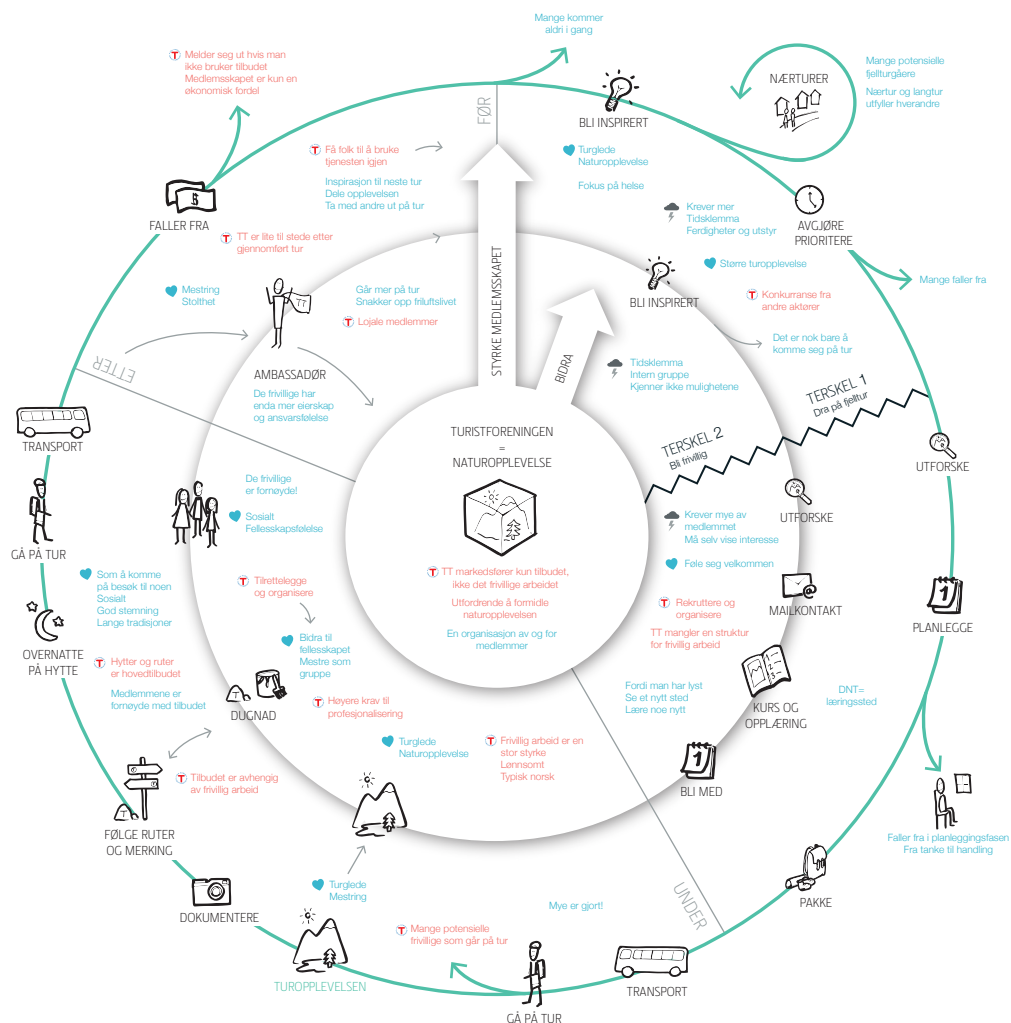 Mange kommer
aldri i gang
Melder seg ut hvis man
ikke bruker tilbudet
Medlemsskapet er kun en
økonomisk fordel
NÆRTURER
Mange potensielle
fjellturgåere
Nærtur og langtur
utfyller hverandre
FØR
BLI INSPIRERT
Få folk til å bruke
tjenesten igjen
Inspirasjon til neste tur
Dele opplevelsen
Ta med andre ut på tur
Turglede
Naturopplevelse
Fokus på helse
FALLER FRA
Krever mer
Tidsklemma
Ferdigheter og utstyr
AVGJØRE
PRIORITERE
TT er lite til stede etter
gjennomført tur
Større turopplevelse
BLI INSPIRERT
Mange faller fra
Mestring
Stolthet
TT
Går mer på tur
Snakker opp friluftslivet
Lojale medlemmer
STYRKE MEDLEMSSKAPET
BIDRA
Konkurranse fra
andre aktører
Det er nok bare å
komme seg på tur
ETTER
AMBASSADØR
De frivillige har
enda mer eierskap
og ansvarsfølelse
Tidsklemma
Intern gruppe
Kjenner ikke mulighetene
TERSKEL 1
Dra på fjelltur
TERSKEL 2
Bli frivillig
TRANSPORT
TURISTFORENINGEN
=
NATUROPPLEVELSE
UTFORSKE
De frivillige
er fornøyde!
Sosialt
Fellesskapsfølelse
UTFORSKE
Krever mye av
medlemmet
Må selv vise interesse
Føle seg velkommen
GÅ PÅ TUR
Som å komme
på besøk til noen
Sosialt
God stemning
Lange tradisjoner
TT markedsfører kun tilbudet,
ikke det frivillige arbeidet
Utfordrende å formidle
naturopplevelsen
En organisasjon av og for
medlemmer
Tilrettelegge
og organisere
Rekruttere og
organisere
TT mangler en struktur
for frivillig arbeid
MAILKONTAKT
1
PLANLEGGE
OVERNATTE
PÅ HYTTE
Hytter og ruter
er hovedtilbudet
Medlemmene er
fornøyde med tilbudet
Bidra til
fellesskapet
Mestre som
gruppe
DUGNAD
Høyere krav til
profesjonalisering
Fordi man har lyst
Se et nytt sted
Lære noe nytt
KURS OG
OPPLÆRING
DNT=
læringssted
Turglede
Naturopplevelse
Frivillig arbeid er en
stor styrke
Lønnsomt
Typisk norsk
1
BLI MED
Tilbudet er avhengig
av frivillig arbeid
T
FØLGE RUTER
OG MERKING
Faller fra i planleggingsfasen
Fra tanke til handling
Turglede
Mestring
PAKKE
DOKUMENTERE
Mye er gjort!
UNDER
Mange potensielle
frivillige som går på tur
TUROPPLEVELSEN
TRANSPORT
GÅ PÅ TUR